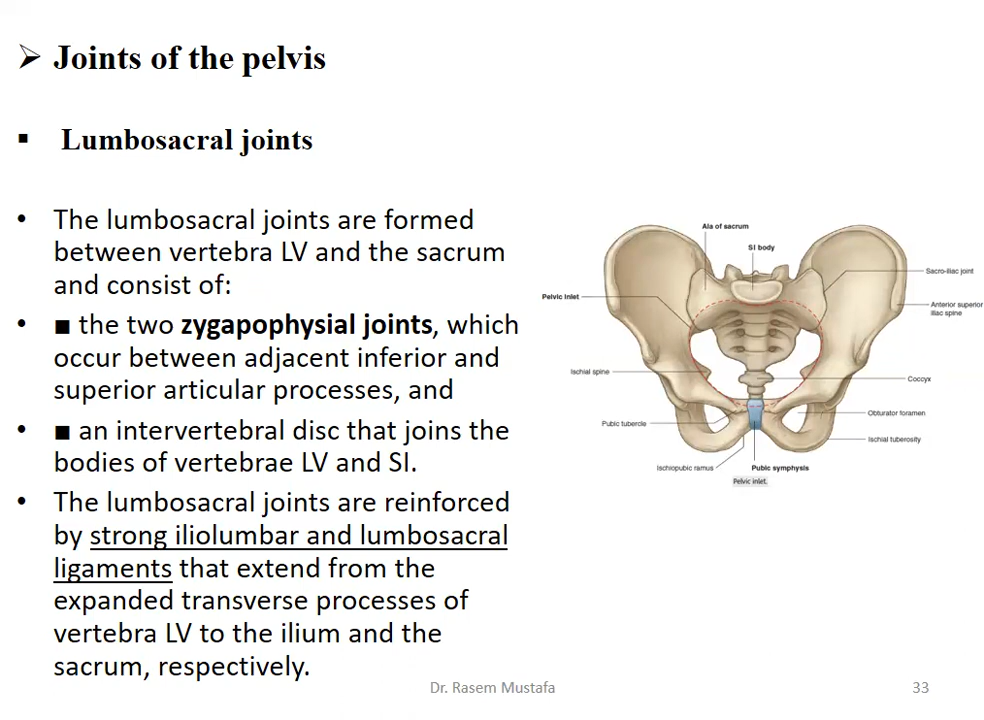 ➢ Joints of the pelvis
▪ Lumbosacral joints
• The lumbosacral joints are formed
between vertebra LV and the sacrum
and consist of:
• ■ the two zygapophysial joints, which
occur between adjacent inferior and
superior articular processes, and
• ■ an intervertebral disc that joins the
bodies of vertebrae LV and SI.
• The lumbosacral joints are reinforced
by strong iliolumbar and lumbosacral
ligaments that extend from the
expanded transverse processes of
vertebra LV to the ilium and the
sacrum, respectively.
Ala of sacrum
SI body
Sacro-iliac joint
Pelvic inlet
Anterior superior
iliac spine
Ischial spine
Coccyx
Obturator foramen
Pubic tubercle
Ischial tuberosity
Ischiopubic ramus
Pubic symphysis
Pelvic inlet.
Dr. Rasem Mustafa
33